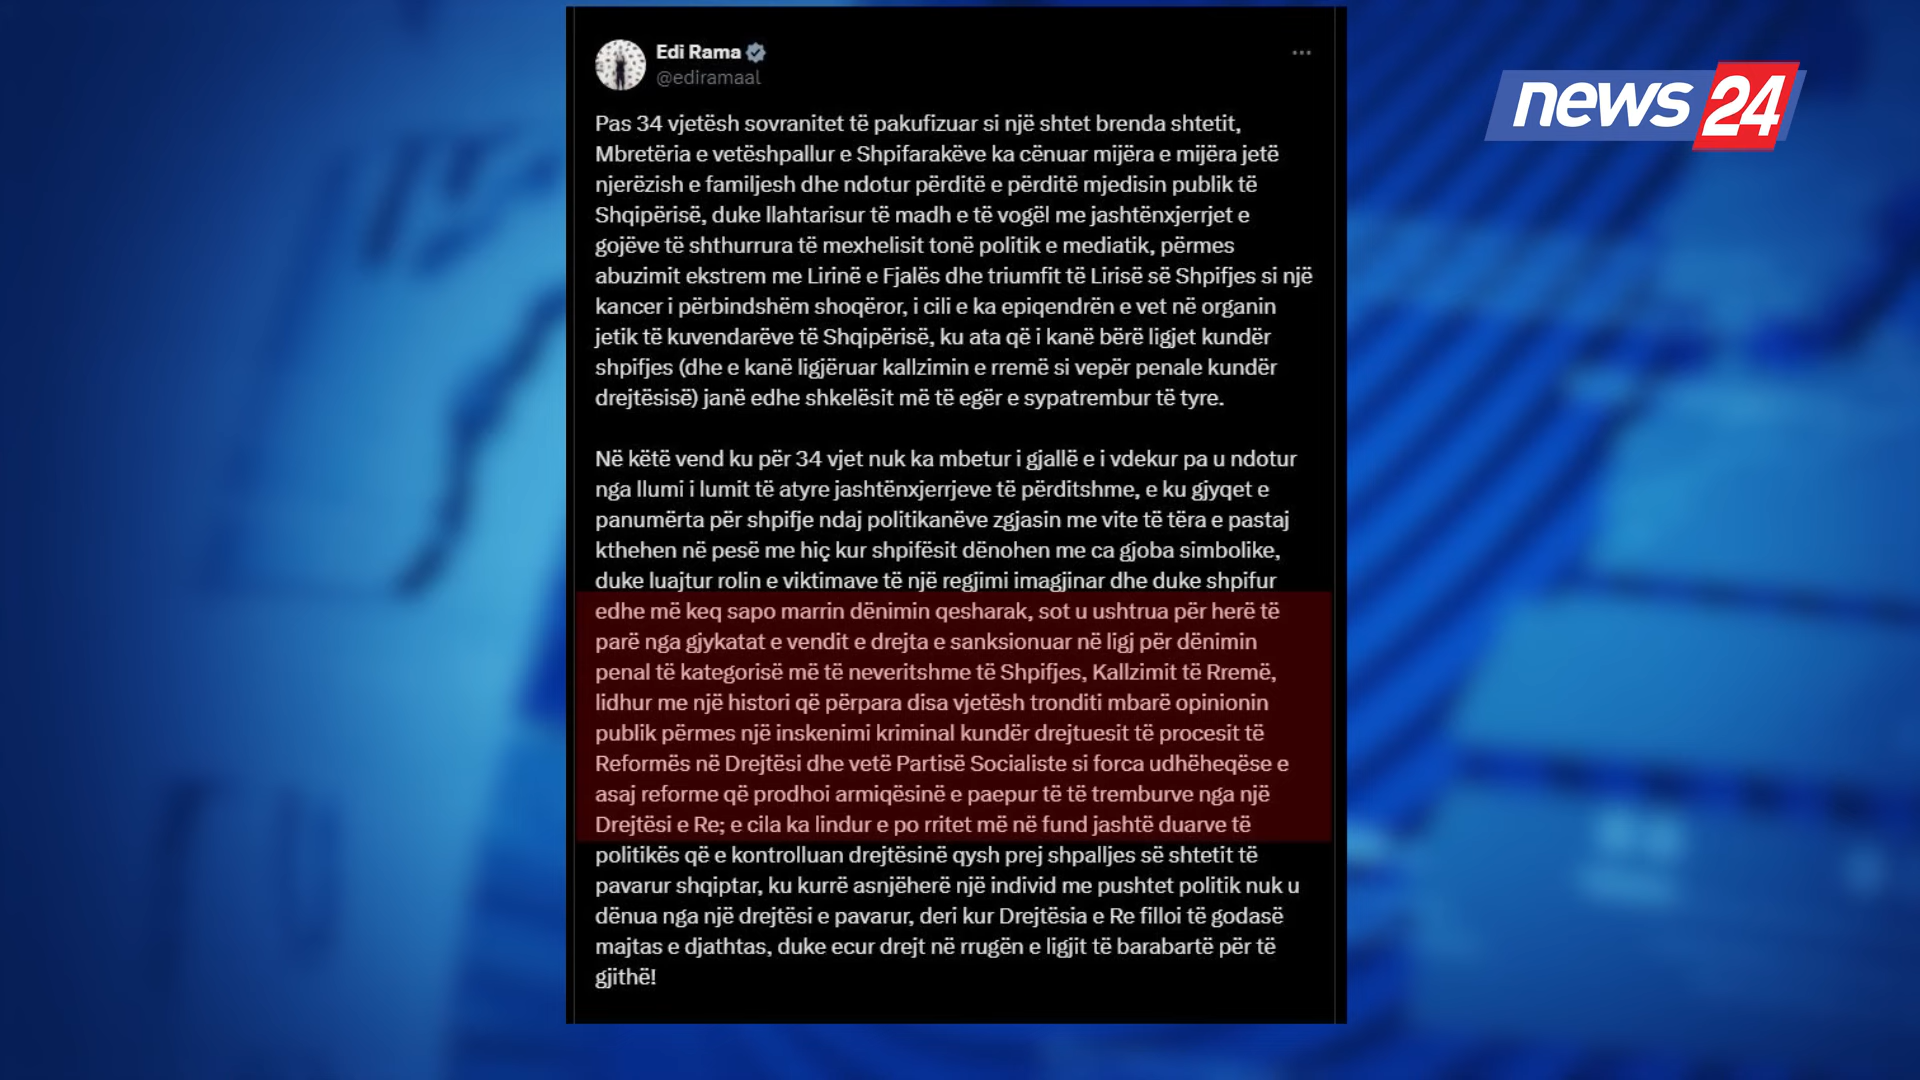 Edi Rama
@ediramaal
news 24
Pas 34 vjetësh sovranitet të pakufizuar si një shtet brenda shtetit,
Mbretëria e vetëshpallur e Shpifarakëve ka cënuar mijëra e mijëra jetë
njerëzish e familjesh dhe ndotur përditë e përditë mjedisin publik të
Shqipërisë, duke llahtarisur të madh e të vogël me jashtënxjerrjet e
gojëve të shthurrura të mexhelisit tonë politik e mediatik, përmes
abuzimit ekstrem me Lirinë e Fjalës dhe triumfit të Lirisë së Shpifjes si një
kancer i përbindshëm shoqëror, i cili e ka epiqendrën e vet në organin
jetik të kuvendarëve të Shqipërisë, ku ata që i kanë bërë ligjet kundër
shpifjes (dhe e kanë ligjëruar kallzimin e rremë si vepër penale kundër
drejtësisë) janë edhe shkelësit më të egër e sypatrembur të tyre.
Në këtë vend ku për 34 vjet nuk ka mbetur i gjallë e i vdekur pa u ndotur
nga llumi i lumit të atyre jashtënxjerrjeve të përditshme, e ku gjyqet e
panumërta për shpifje ndaj politikanëve zgjasin me vite të tëra e pastaj
kthehen në pesë me hiç kur shpifësit dënohen me ca gjoba simbolike,
duke luajtur rolin e viktimave të një regjimi imagjinar dhe duke shpifur
edhe më keq sapo marrin dënimin qesharak, sot u ushtrua për herë të
parë nga gjykatat e vendit e drejta e sanksionuar në ligj për dënimin
penal të kategorisë më të neveritshme të Shpifjes, Kallzimit të Rremë,
lidhur me një histori që përpara disa vjetësh tronditi mbarë opinionin
publik përmes një inskenimi kriminal kundër drejtuesit të procesit të
Reformës në Drejtësi dhe vetë Partisë Socialiste si forca udhëheqëse e
asaj reforme që prodhoi armiqësinë e paepur të të tremburve nga një
Drejtësi e Re; e cila ka lindur e po rritet më në fund jashtë duarve të
politikës që e kontrolluan drejtësinë qysh prej shpalljes së shtetit të
pavarur shqiptar, ku kurrë asnjëherë një individ me pushtet politik nuk u
dënua nga një drejtësi e pavarur, deri kur Drejtësia e Re filloi të godasë
majtas e djathtas, duke ecur drejt në rrugën e ligjit të barabartë për të
gjithë!